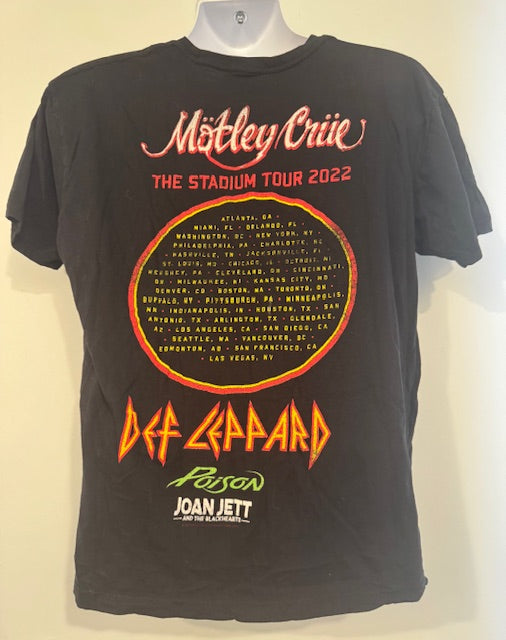 Mötley Crüe
THE STADIUM TOUR 2022
ATLANTA, GA -
MIAMI, FL - ORLANDO, FL -
WASHINGTON, DC - NEW YORK, NY -
PHILADELPHIA, PA - CHARLOTTE, NC
- NASHVILLE, TN - JACKSONVILLE, FL -
ST. LOUIS, MO - CHICAGO, IL - DETROIT, MI
HERSHEY, PA - CLEVELAND, OH - CINCINNATI,
OH - MILWAUKEE, WI - KANSAS CITY, MO -
DENVER, CO - BOSTON, MA - TORONTO, ON
BUFFALO, NY - PITTSBURGH, PA - MINNEAPOLIS,
MN - INDIANAPOLIS, IN - HOUSTON, TX - SAN
ANTONIO, TX - ARLINGTON, TX - GLENDALE,
AZ - LOS ANGELES, CA - SAN DIEGO, CA
- SEATTLE, WA - VANCOUVER, BC -
EDMONTON, AB - SAN FRANCISCO, CA
- LAS VEGAS, NV
DEF LEPPARD
POISON
JOAN JETT
AND THE BLACKHEARTS